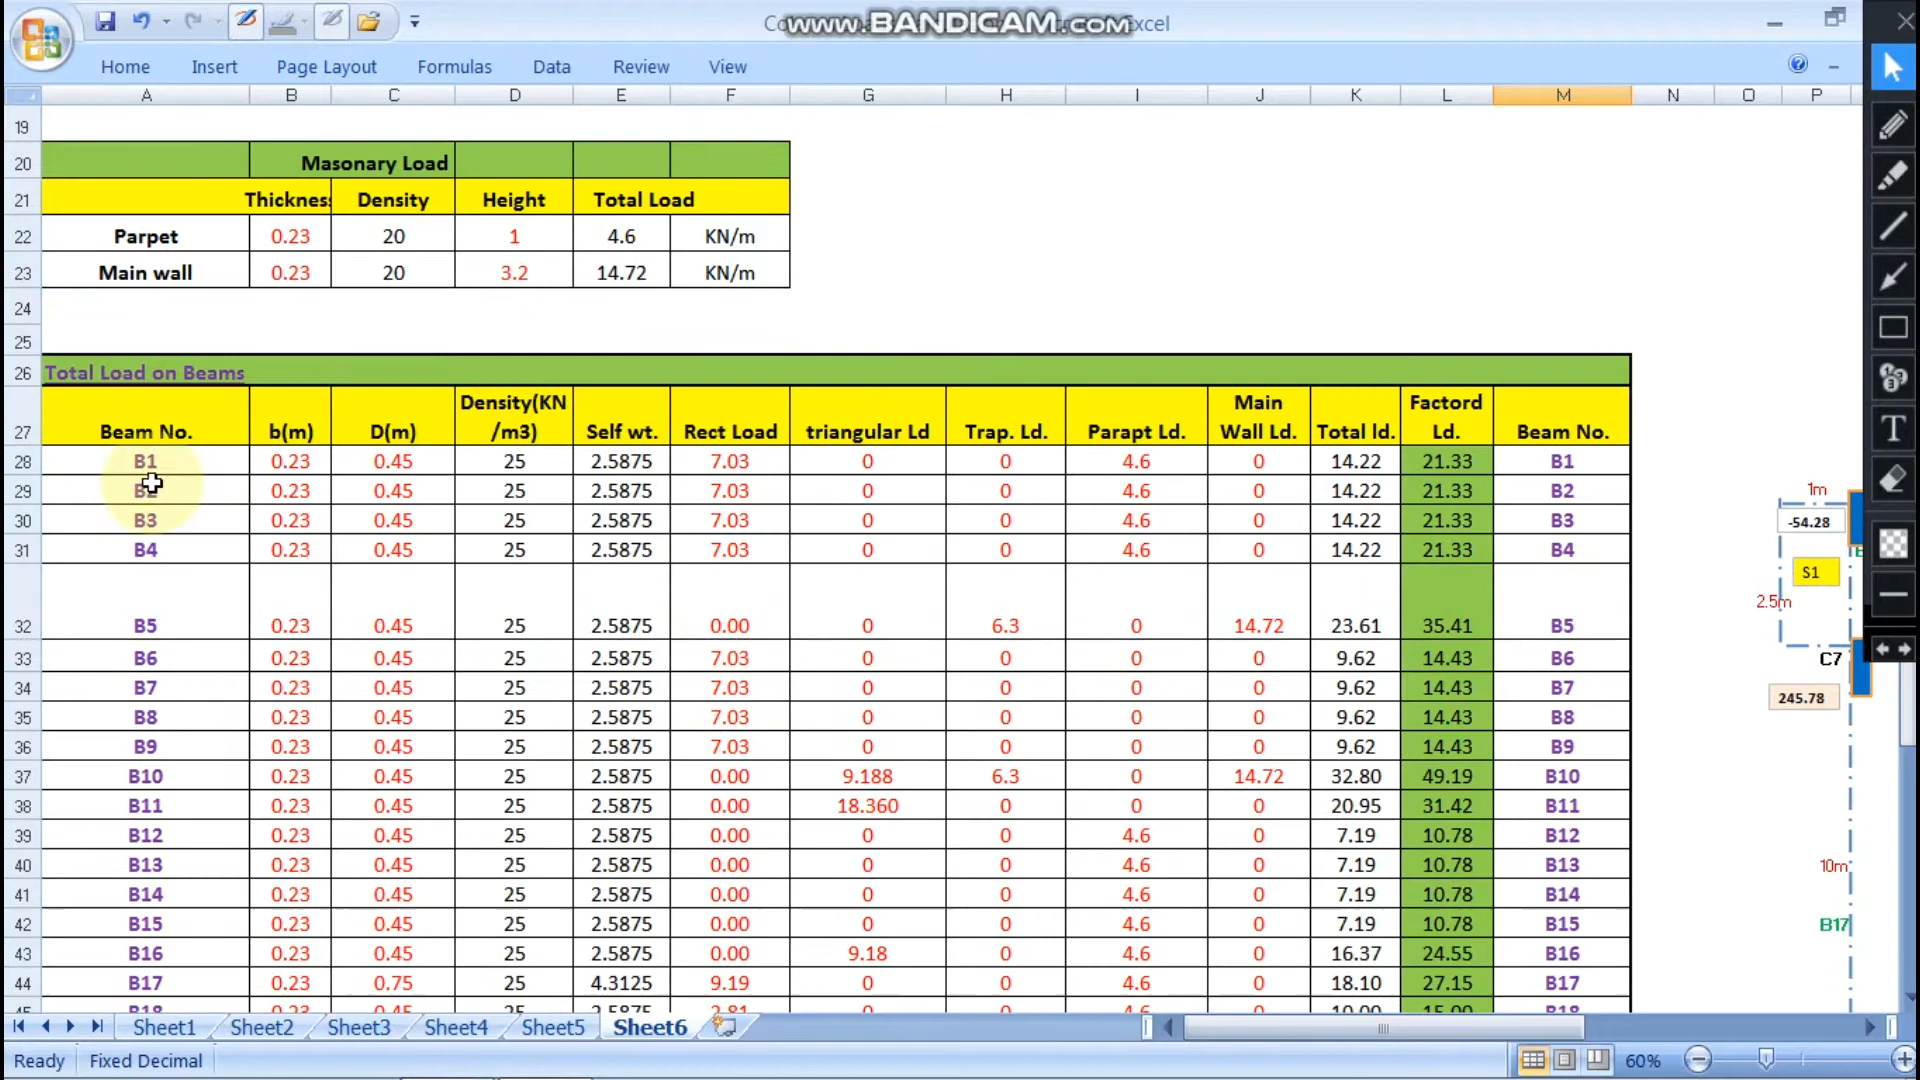 www.BANDICAM.com
Excel
Home Insert Page Layout Formulas Data Review View
A B C D E F G H I J K L M N O P
19
20 Masonary Load
21 Thickness Density Height Total Load
22 Parpet 0.23 20 1 4.6 KN/m
23 Main wall 0.23 20 3.2 14.72 KN/m
24
25
26 Total Load on Beams
27 Beam No. b(m) D(m) Density(KN /m3) Self wt. Rect Load triangular Ld Trap. Ld. Parapt Ld. Main Wall Ld. Total ld. Factord Ld. Beam No.
28 B1 0.23 0.45 25 2.5875 7.03 0 0 4.6 0 14.22 21.33 B1
29 B2 0.23 0.45 25 2.5875 7.03 0 0 4.6 0 14.22 21.33 B2
30 B3 0.23 0.45 25 2.5875 7.03 0 0 4.6 0 14.22 21.33 B3
31 B4 0.23 0.45 25 2.5875 7.03 0 0 4.6 0 14.22 21.33 B4
32 B5 0.23 0.45 25 2.5875 0.00 0 6.3 0 14.72 23.61 35.41 B5
33 B6 0.23 0.45 25 2.5875 7.03 0 0 0 0 9.62 14.43 B6
34 B7 0.23 0.45 25 2.5875 7.03 0 0 0 0 9.62 14.43 B7
35 B8 0.23 0.45 25 2.5875 7.03 0 0 0 0 9.62 14.43 B8
36 B9 0.23 0.45 25 2.5875 7.03 0 0 0 0 9.62 14.43 B9
37 B10 0.23 0.45 25 2.5875 0.00 9.188 6.3 0 14.72 32.80 49.19 B10
38 B11 0.23 0.45 25 2.5875 0.00 18.360 0 0 0 20.95 31.42 B11
39 B12 0.23 0.45 25 2.5875 0.00 0 0 4.6 0 7.19 10.78 B12
40 B13 0.23 0.45 25 2.5875 0.00 0 0 4.6 0 7.19 10.78 B13
41 B14 0.23 0.45 25 2.5875 0.00 0 0 4.6 0 7.19 10.78 B14
42 B15 0.23 0.45 25 2.5875 0.00 0 0 4.6 0 7.19 10.78 B15
43 B16 0.23 0.45 25 2.5875 0.00 9.18 0 4.6 0 16.37 24.55 B16
44 B17 0.23 0.75 25 4.3125 9.19 0 0 4.6 0 18.10 27.15 B17
45 B18 0.23 0.45 25 2.5875 2.81 0 0 4.6 0 10.00 15.00 B18
1m
-54.28
S1
2.5m
C7
245.78
10m
B17
T
Sheet1 Sheet2 Sheet3 Sheet4 Sheet5 Sheet6
Ready Fixed Decimal 60%